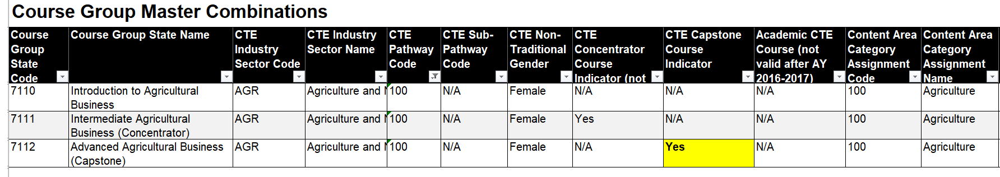 Course Group Master Combinations
Course Group State Code
Course Group State Name
CTE Industry Sector Code
CTE Industry Sector Name
CTE Pathway Code
CTE Sub-Pathway Code
CTE Non-Traditional Gender
CTE Concentrator Course Indicator (not
CTE Capstone Course Indicator
Academic CTE Course (not valid after AY 2016-2017)
Content Area Category Assignment Code
Content Area Category Assignment Name
7110 Introduction to Agricultural Business AGR Agriculture and N 100 N/A Female N/A N/A N/A 100 Agriculture
7111 Intermediate Agricultural Business (Concentrator) AGR Agriculture and N 100 N/A Female Yes N/A N/A 100 Agriculture
7112 Advanced Agricultural Business (Capstone) AGR Agriculture and N 100 N/A Female N/A Yes N/A 100 Agriculture